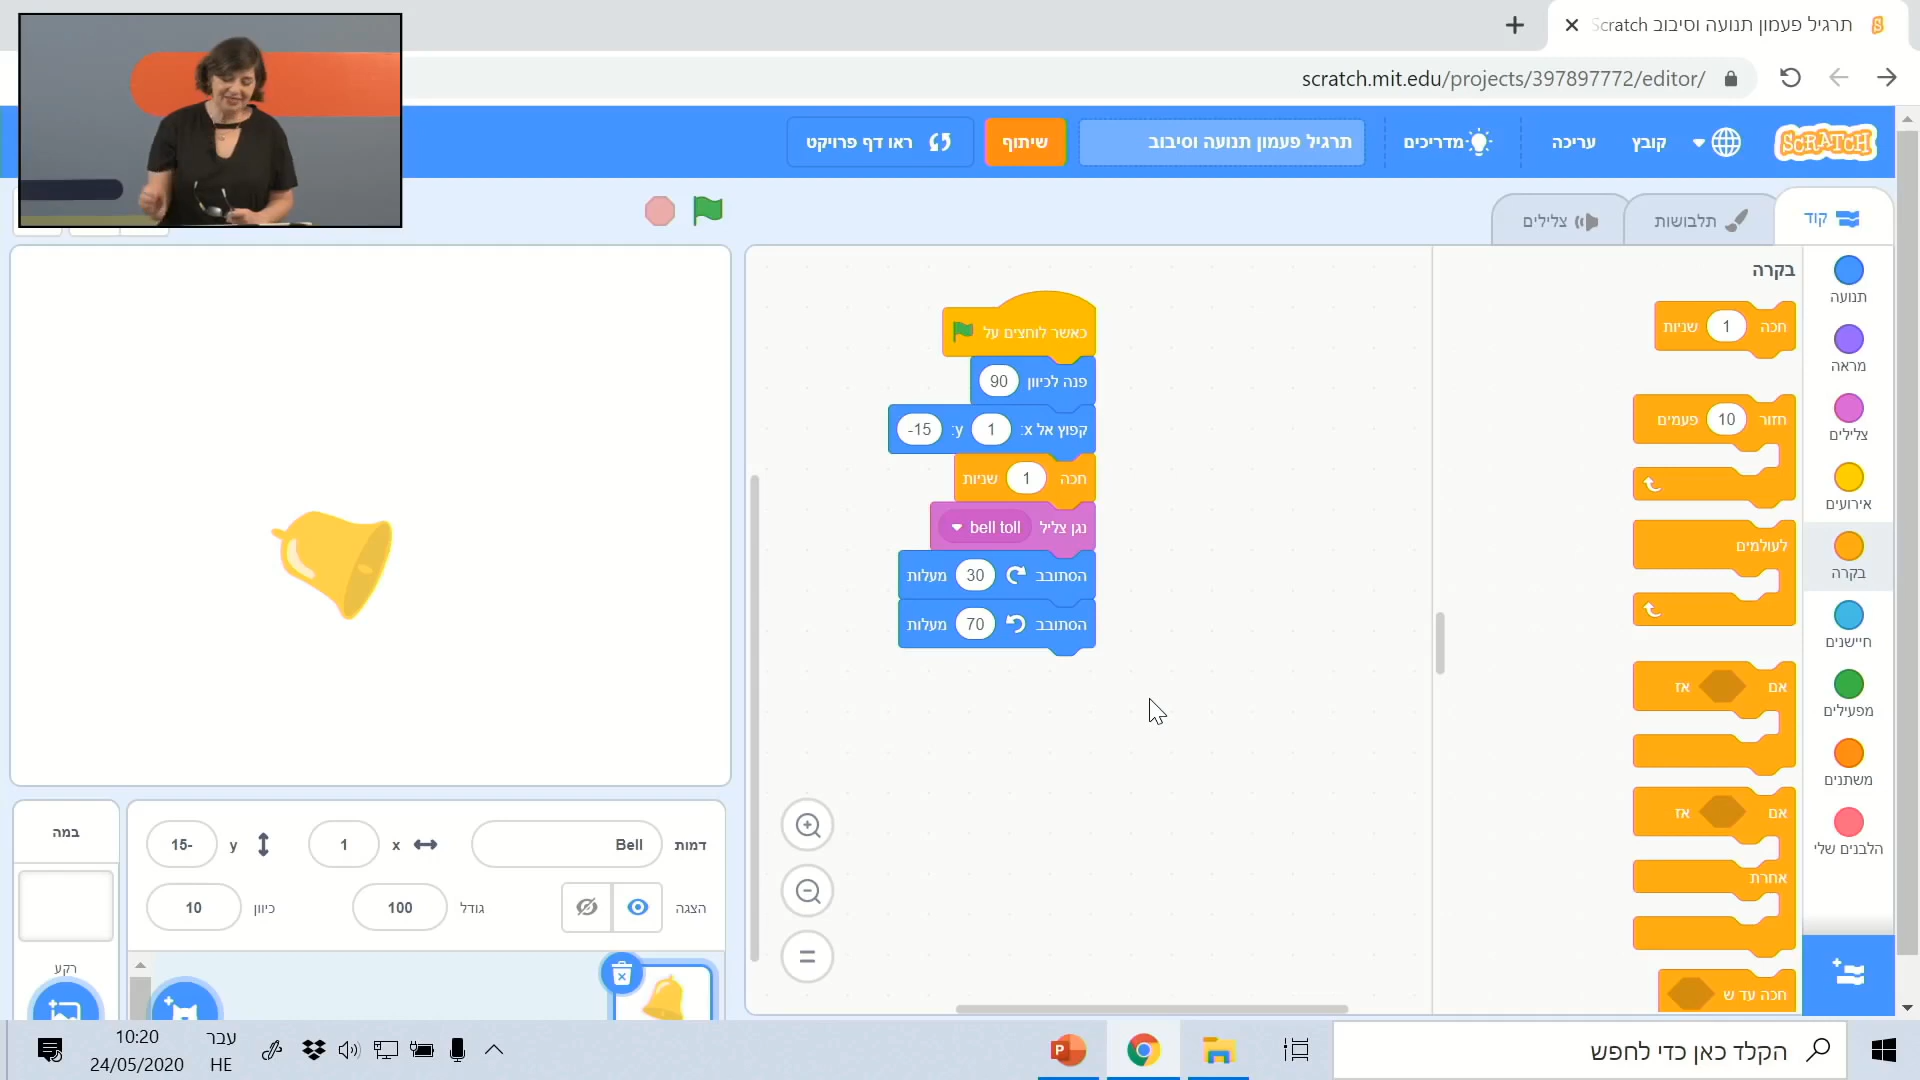 תרגיל פעמון תנועה וסיבוב Scratch
scratch.mit.edu/projects/397897772/editor/
SCRATCH
קובץ
עריכה
מדריכים
תרגיל פעמון תנועה וסיבוב
שיתוף
ראו דף פרויקט
קוד
תלבושות
צלילים
תנועה
מראה
צלילים
אירועים
בקרה
חיישנים
מפעילים
משתנים
הלבנים שלי
בקרה
חכה 1 שניות
חזור 10 פעמים
לעולמים
אם אז
אם אז
אחרת
חכה עד ש
כאשר לוחצים על
פנה לכיוון 90
קפוץ אל x: 1 y: -15
חכה 1 שניות
נגן צליל bell toll
הסתובב 30 מעלות
הסתובב 70 מעלות
דמות Bell x 1 y 15-
הצגה גודל 100 כיוון 10
במה
רקע
הקלד כאן כדי לחפש
עבר
HE
10:20
24/05/2020